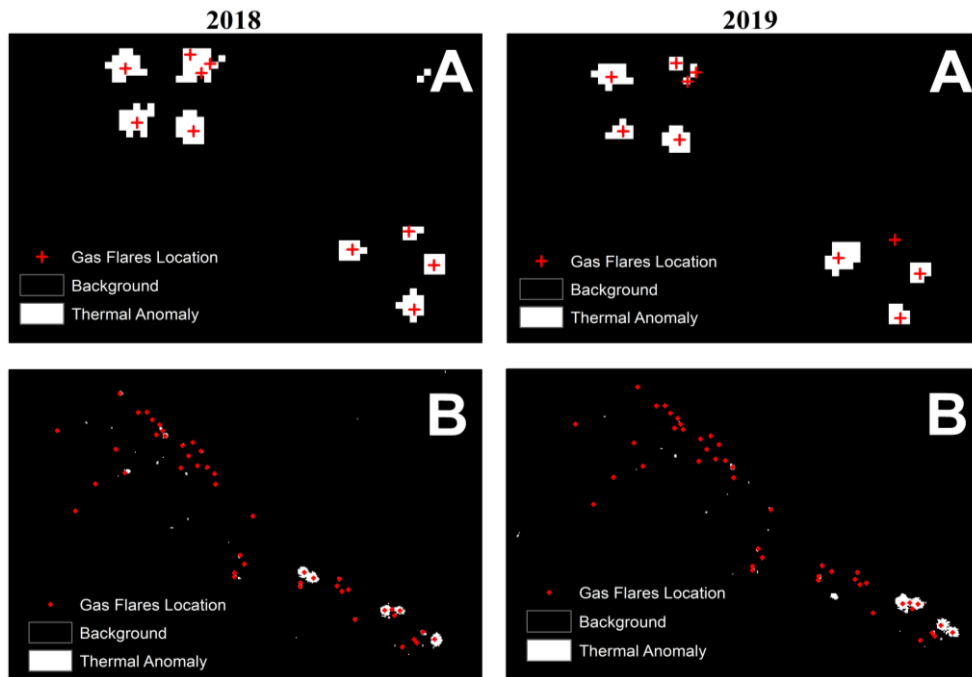 2018
2019
A
Gas Flares Location
Background
Thermal Anomaly
A
Gas Flares Location
Background
Thermal Anomaly
B
Gas Flares Location
Background
Thermal Anomaly
B
Gas Flares Location
Background
Thermal Anomaly